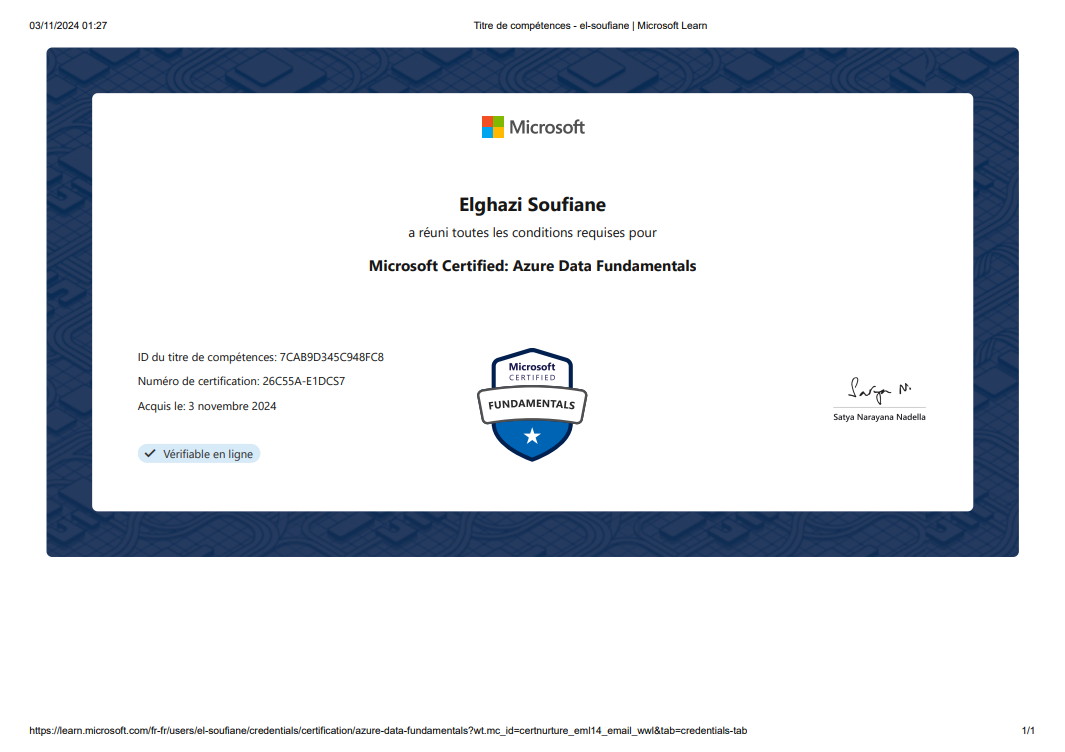 03/11/2024 01:27
Titre de compétences - el-soufiane | Microsoft Learn
Microsoft
Elghazi Soufiane
a réuni toutes les conditions requises pour
Microsoft Certified: Azure Data Fundamentals
ID du titre de compétences: 7CAB9D345C948FC8
Numéro de certification: 26C55A-E1DCS7
Acquis le: 3 novembre 2024
Vérifiable en ligne
Microsoft
CERTIFIED
FUNDAMENTALS
Satya N.
Satya Narayana Nadella
https://learn.microsoft.com/fr-fr/users/el-soufiane/credentials/certification/azure-data-fundamentals?wt.mc_id=certnurture_eml14_email_wwl&tab=credentials-tab
1/1